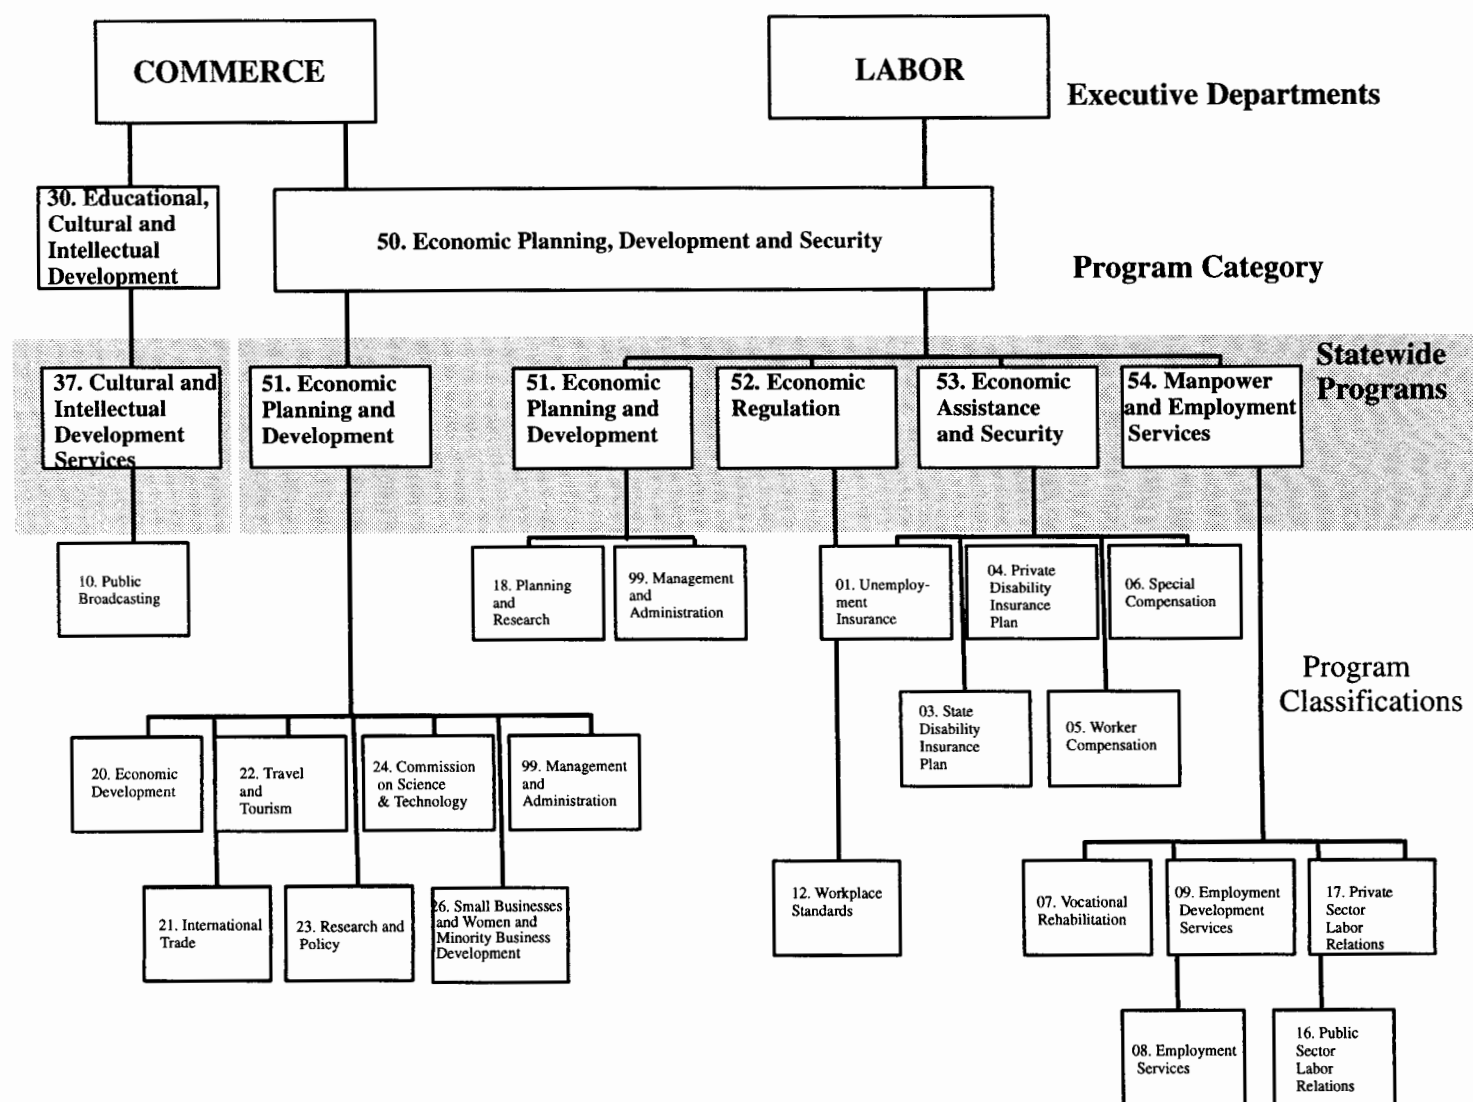 COMMERCE
LABOR
Executive Departments
30. Educational,
Cultural and
Intellectual
Development
50. Economic Planning, Development and Security
Program Category
Statewide
Programs
37. Cultural and
Intellectual
Development
Services
51. Economic
Planning and
Development
51. Economic
Planning and
Development
52. Economic
Regulation
53. Economic
Assistance
and Security
54. Manpower
and Employment
Services
10. Public
Broadcasting
18. Planning
and
Research
99. Management
and
Administration
01. Unemploy-
ment
Insurance
04. Private
Disability
Insurance
Plan
06. Special
Compensation
Program
Classifications
03. State
Disability
Insurance
Plan
05. Worker
Compensation
20. Economic
Development
22. Travel
and
Tourism
24. Commission
on Science
& Technology
99. Management
and
Administration
21. International
Trade
23. Research and
Policy
26. Small Businesses
and Women and
Minority Business
Development
12. Workplace
Standards
07. Vocational
Rehabilitation
09. Employment
Development
Services
17. Private
Sector
Labor
Relations
08. Employment
Services
16. Public
Sector
Labor
Relations